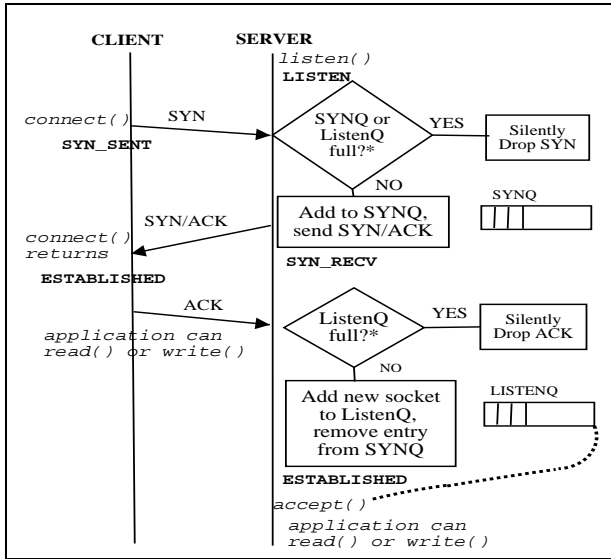 CLIENT
SERVER
listen()
LISTEN
connect()
SYN
SYN_SENT
SYNQ or
ListenQ
full?*
YES
Silently
Drop SYN
NO
SYNQ
Add to SYNQ,
send SYN/ACK
SYN/ACK
connect()
returns
SYN_RECV
ESTABLISHED
ACK
application can
read() or write()
ListenQ
full?*
YES
Silently
Drop ACK
NO
LISTENQ
Add new socket
to ListenQ,
remove entry
from SYNQ
ESTABLISHED
accept()
application can
read() or write()